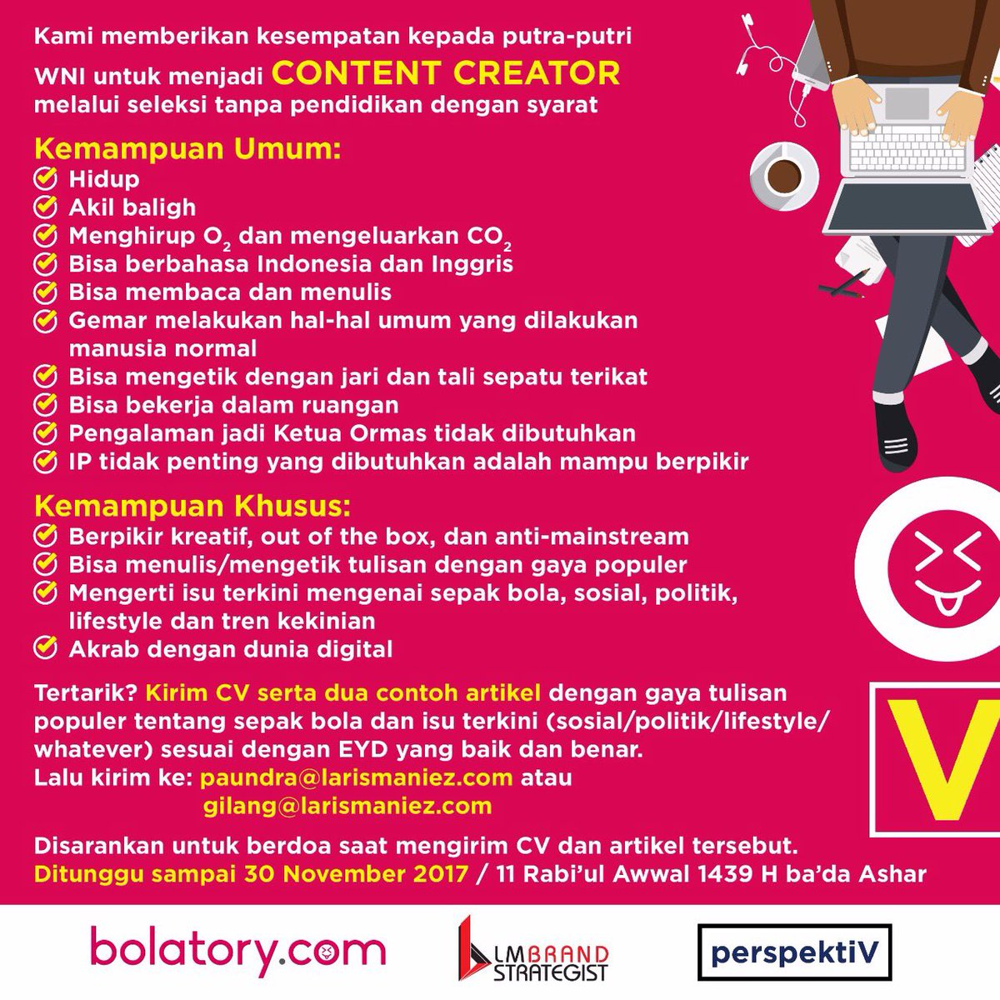 Kami memberikan kesempatan kepada putra-putri
WNI untuk menjadi CONTENT CREATOR
melalui seleksi tanpa pendidikan dengan syarat
Kemampuan Umum:
Hidup
Akil baligh
Menghirup O₂ dan mengeluarkan CO₂
Bisa berbahasa Indonesia dan Inggris
Bisa membaca dan menulis
Gemar melakukan hal-hal umum yang dilakukan
manusia normal
Bisa mengetik dengan jari dan tali sepatu terikat
Bisa bekerja dalam ruangan
Pengalaman jadi Ketua Ormas tidak dibutuhkan
IP tidak penting yang dibutuhkan adalah mampu berpikir
Kemampuan Khusus:
Berpikir kreatif, out of the box, dan anti-mainstream
Bisa menulis/mengetik tulisan dengan gaya populer
Mengerti isu terkini mengenai sepak bola, sosial, politik,
lifestyle dan tren kekinian
Akrab dengan dunia digital
Tertarik? Kirim CV serta dua contoh artikel dengan gaya tulisan
populer tentang sepak bola dan isu terkini (sosial/politik/lifestyle/
whatever) sesuai dengan EYD yang baik dan benar.
Lalu kirim ke: paundra@larismaniez.com atau
gilang@larismaniez.com
V
Disarankan untuk berdoa saat mengirim CV dan artikel tersebut.
Ditunggu sampai 30 November 2017 / 11 Rabi'ul Awwal 1439 H ba'da Ashar
bolatory.com
LMBRAND
STRATEGIST
perspektiV